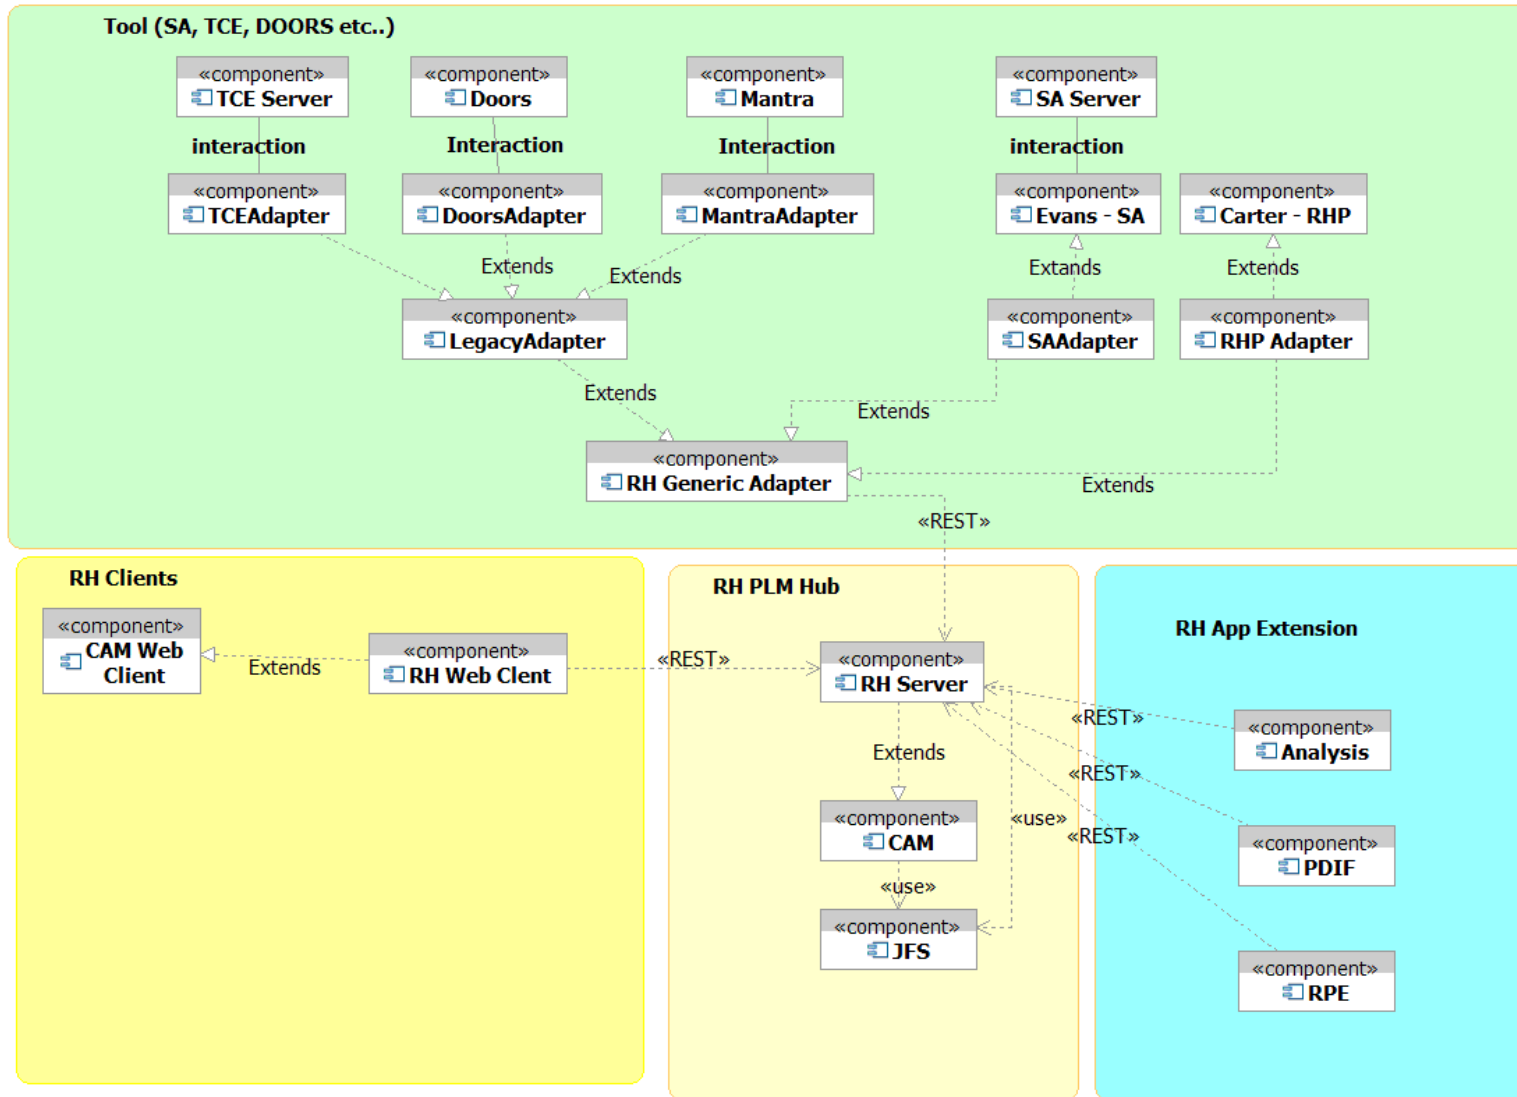 Tool (SA, TCE, DOORS etc..)
«component»
TCE Server
«component»
Doors
«component»
Mantra
«component»
SA Server
interaction
Interaction
Interaction
interaction
«component»
TCEAdapter
«component»
DoorsAdapter
«component»
MantraAdapter
«component»
Evans - SA
«component»
Carter - RHP
Extends
Extends
Extands
Extends
«component»
LegacyAdapter
«component»
SAAdapter
«component»
RHP Adapter
Extends
Extends
«component»
RH Generic Adapter
Extends
«REST»
RH Clients
«component»
CAM Web
Client
Extends
«component»
RH Web Clent
«REST»
RH PLM Hub
«component»
RH Server
Extends
«component»
CAM
«use»
«use»
«component»
JFS
RH App Extension
«REST»
«component»
Analysis
«REST»
«component»
PDIF
«REST»
«component»
RPE